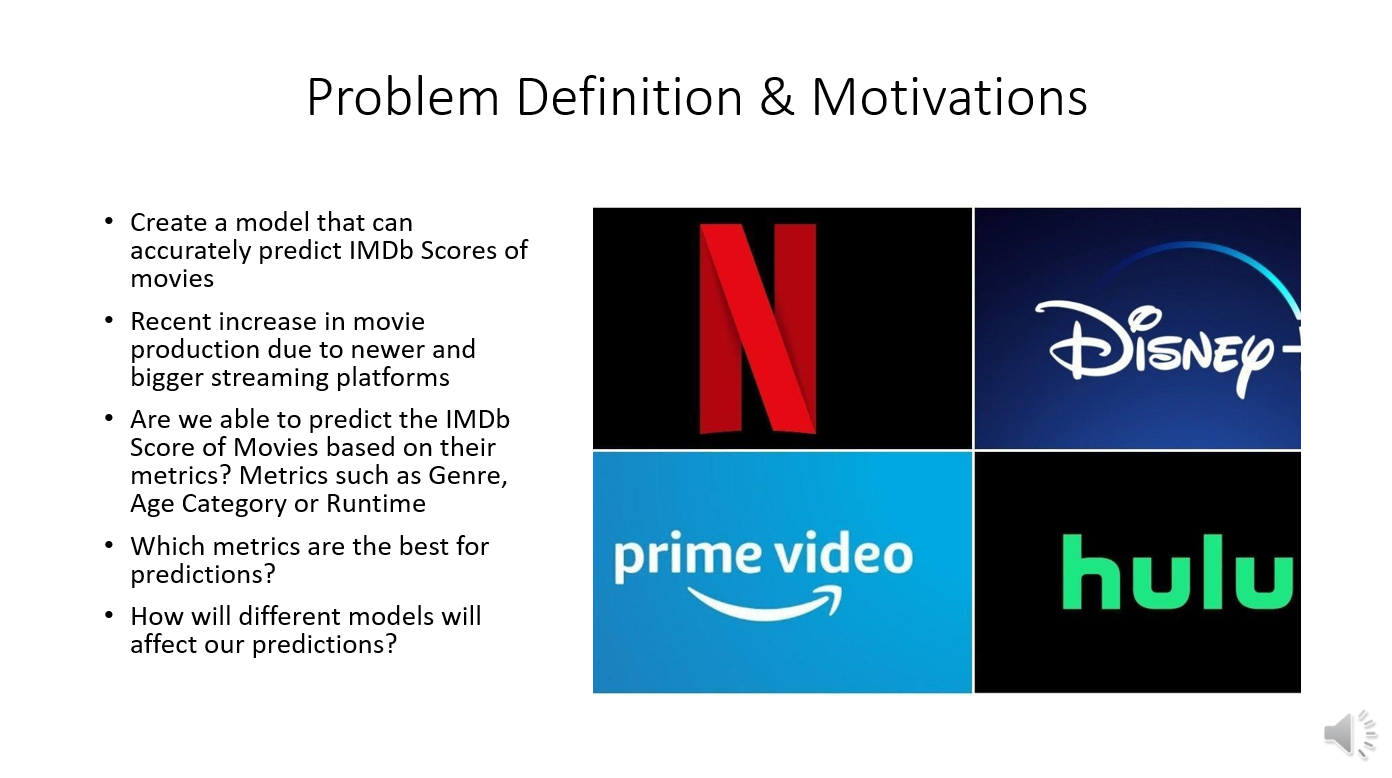 Problem Definition & Motivations
• Create a model that can
accurately predict IMDb Scores of
movies
• Recent increase in movie
production due to newer and
bigger streaming platforms
• Are we able to predict the IMDb
Score of Movies based on their
metrics? Metrics such as Genre,
Age Category or Runtime
• Which metrics are the best for
predictions?
• How will different models will
affect our predictions?
N
Disney+
prime video
hulu